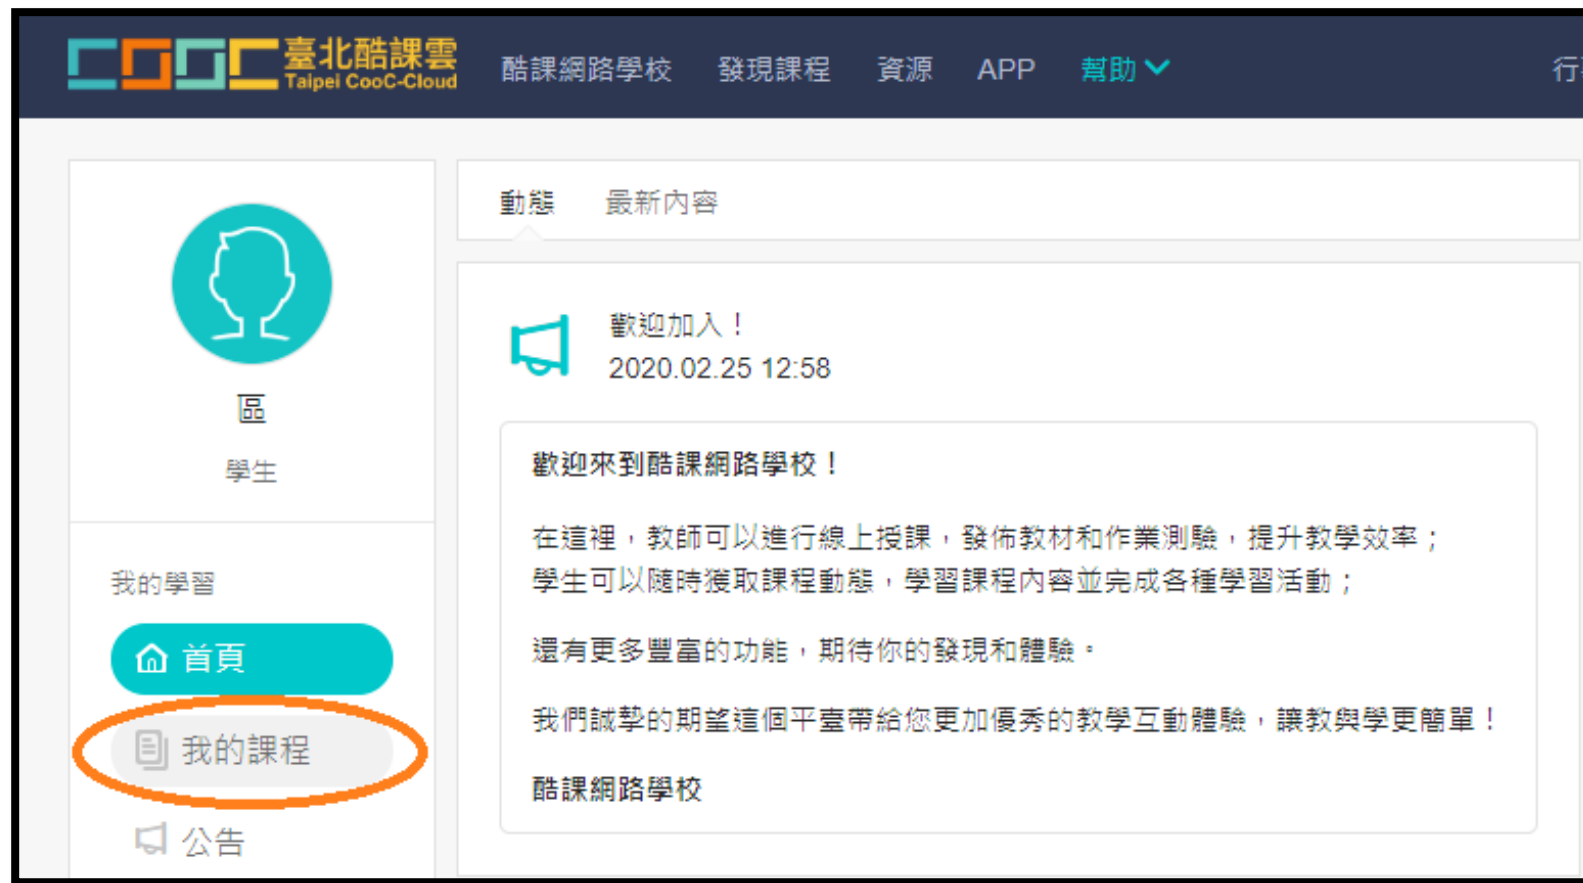 臺北酷課雲
Taipei CooC-Cloud
酷課網路學校 發現課程 資源 APP 幫助
行
動態 最新內容
區
學生
我的學習
首頁
我的課程
公告
歡迎加入!
2020.02.25 12:58
歡迎來到酷課網路學校!
在這裡,教師可以進行線上授課,發佈教材和作業測驗,提升教學效率;
學生可以隨時獲取課程動態,學習課程內容並完成各種學習活動;
還有更多豐富的功能,期待你的發現和體驗。
我們誠摯的期望這個平臺帶給您更加優秀的教學互動體驗,讓教與學更簡單!
酷課網路學校